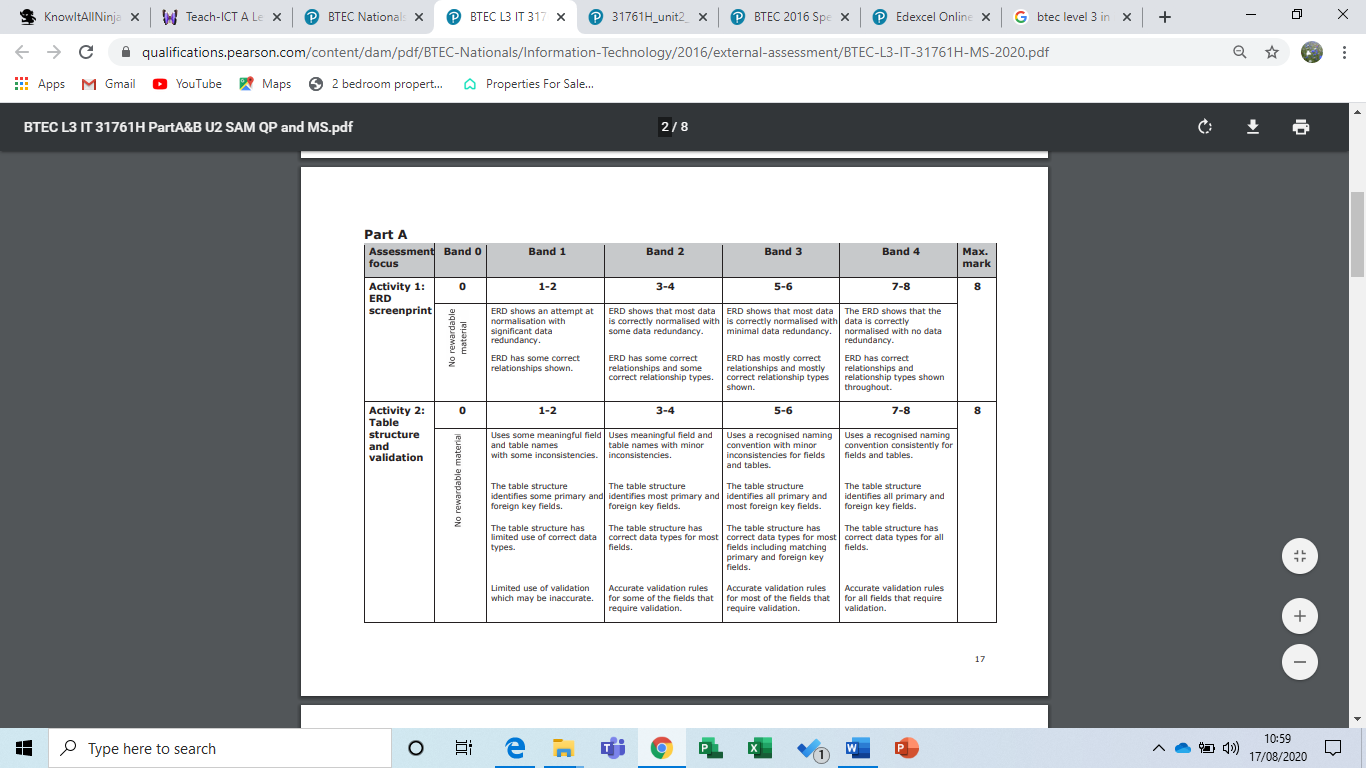 KnowItAllNinja
Teach-ICT A Le
BTEC Nationals
BTEC L3 IT 317
31761H_unit2_
BTEC 2016 Spe
Edexcel Online
btec level 3 in
qualifications.pearson.com/content/dam/pdf/BTEC-Nationals/Information-Technology/2016/external-assessment/BTEC-L3-IT-31761H-MS-2020.pdf
Apps
Gmail
YouTube
Maps
2 bedroom propert...
Properties For Sale...
BTEC L3 IT 31761H PartA&B U2 SAM QP and MS.pdf
2 / 8
Part A
Assessment
focus
Band 0
Band 1
Band 2
Band 3
Band 4
Max.
mark
Activity 1:
ERD
screenprint
0
1-2
3-4
5-6
7-8
8
No rewardable
material
ERD shows an attempt at
normalisation with
significant data
redundancy.
ERD has some correct
relationships shown.
ERD shows that most data
is correctly normalised with
some data redundancy.
ERD has some correct
relationships and some
correct relationship types.
ERD shows that most data
is correctly normalised with
minimal data redundancy.
ERD has mostly correct
relationships and mostly
correct relationship types
shown.
The ERD shows that the
data is correctly
normalised with no data
redundancy.
ERD has correct
relationships and
relationship types shown
throughout.
Activity 2:
Table
structure
and
validation
0
1-2
3-4
5-6
7-8
8
No rewardable material
Uses some meaningful field
and table names
with some inconsistencies.
The table structure
identifies some primary and
foreign key fields.
The table structure has
limited use of correct data
types.
Limited use of validation
which may be inaccurate.
Uses meaningful field and
table names with minor
inconsistencies.
The table structure
identifies most primary and
foreign key fields.
The table structure has
correct data types for most
fields.
Accurate validation rules
for some of the fields that
require validation.
Uses a recognised naming
convention with minor
inconsistencies for fields
and tables.
The table structure
identifies all primary and
most foreign key fields.
The table structure has
correct data types for most
fields including matching
primary and foreign key
fields.
Accurate validation rules
for most of the fields that
require validation.
Uses a recognised naming
convention consistently for
fields and tables.
The table structure
identifies all primary and
foreign key fields.
The table structure has
correct data types for all
fields.
Accurate validation rules
for all fields that require
validation.
17
Type here to search
1
10:59
17/08/2020